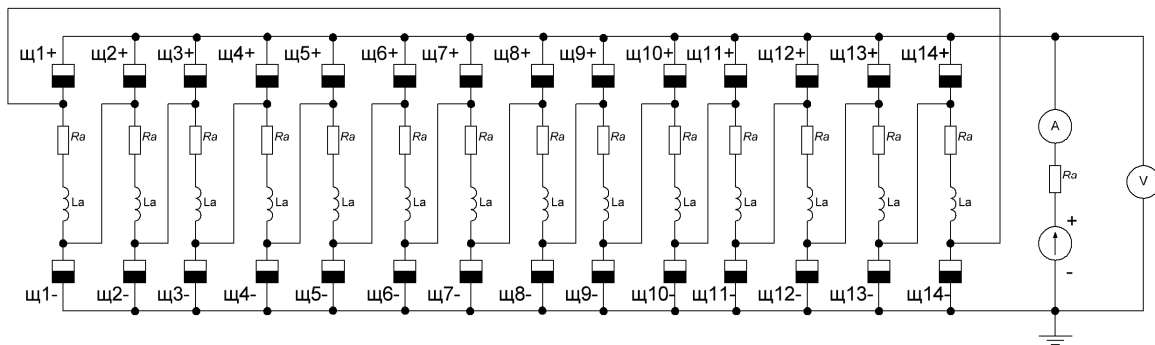 щ1+ щ2+ щ3+ щ4+ щ5+ щ6+ щ7+ щ8+ щ9+ щ10+ щ11+ щ12+ щ13+ щ14+
A
Ra Ra Ra Ra Ra Ra Ra Ra Ra Ra Ra Ra Ra Ra
Ra V
La La La La La La La La La La La La La La
+
-
щ1- щ2- щ3- щ4- щ5- щ6- щ7- щ8- щ9- щ10- щ11- щ12- щ13- щ14-